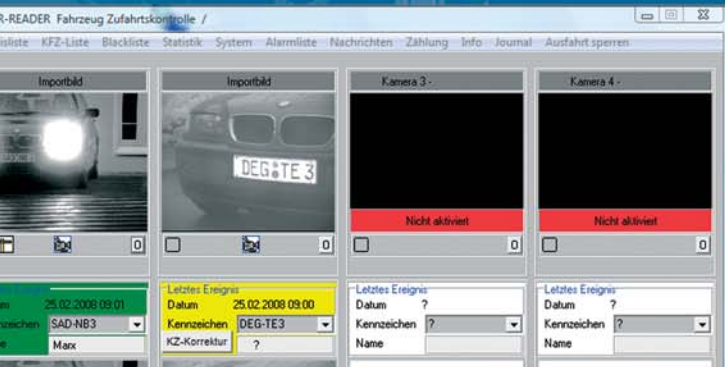 R-READER Fahrzeug Zufahrtskontrolle /
isliste KFZ-Liste Blackliste Statistik System Alarmliste Nachrichten Zählung Info Journal Ausfahrt sperren
Importbild Importbild Kamera 3 - Kamera 4 -
DEG TE 3
Nicht aktiviert Nicht aktiviert
0 0 0 0
Letztes Ereignis Letztes Ereignis Letztes Ereignis
25.02.2008 09:01 Datum 25.02.2008 09:00 Datum ? Datum ?
nzeichen SAD-NB3 Kennzeichen DEG-TE3 Kennzeichen ? Kennzeichen ?
me Marx KZ-Korrektur ? Name Name